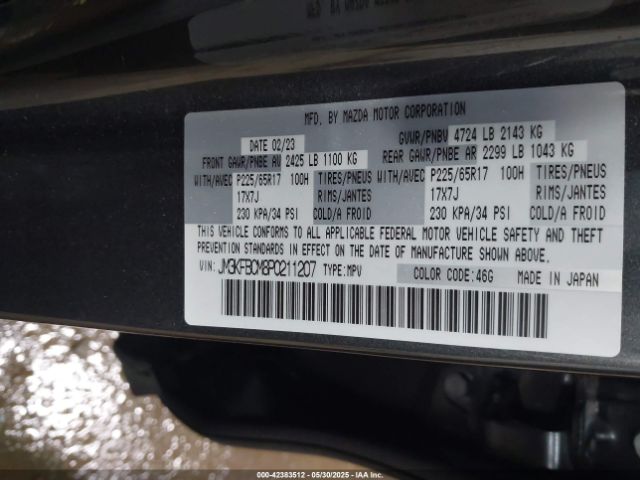 MFD. BY MAZDA MOTOR CORPORATION
DATE 02/23 GVWR/PNBV 4724 LB 2143 KG
FRONT GAWR/PNBE AV 2425 LB 1100 KG REAR GAWR/PNBE AR 2299 LB 1043 KG
WITH/AVEC P225/65R17 100H TIRES/PNEUS WITH/AVEC P225/65R17 100H TIRES/PNEUS
17X7J RIMS/JANTES 17X7J RIMS/JANTES
230 KPA/34 PSI COLD/A FROID 230 KPA/34 PSI COLD/A FROID
THIS VEHICLE CONFORMS TO ALL APPLICABLE FEDERAL MOTOR VEHICLE SAFETY AND THEFT
PREVENTION STANDARDS IN EFFECT ON THE DATE OF MANUFACTURE SHOWN ABOVE.
VIN: JM3KFBCM8P0211207 TYPE: MPV COLOR CODE: 46G MADE IN JAPAN
000-42383512 - 05/30/2025 - IAA Inc.